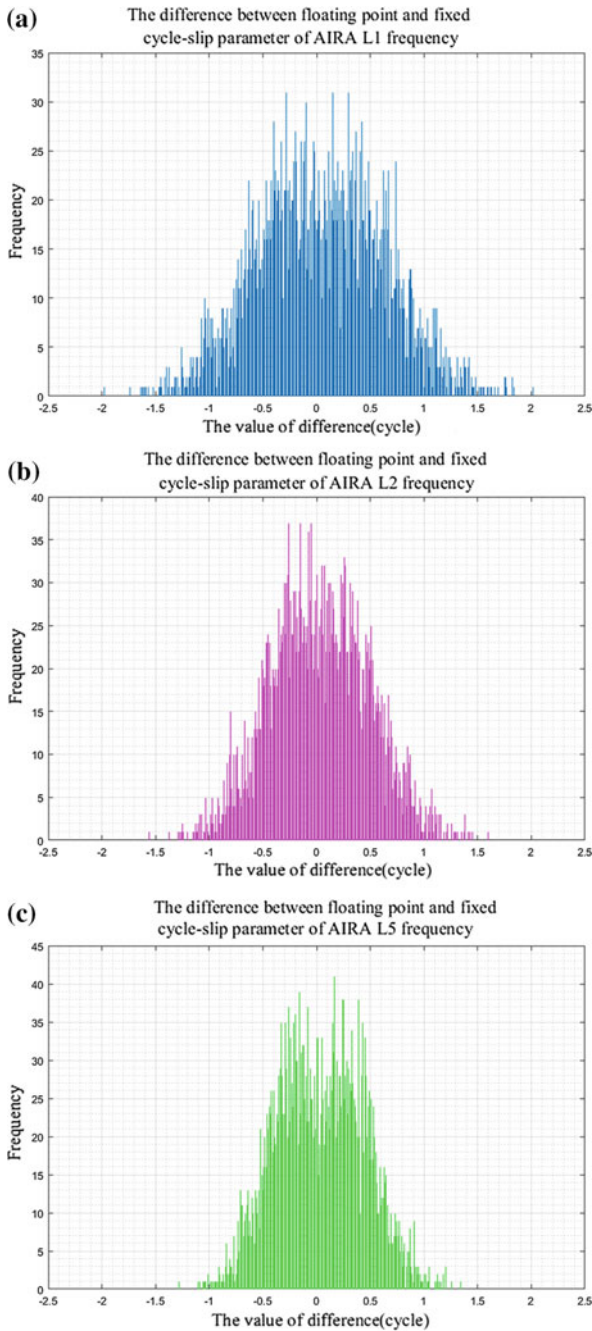 (a)
The difference between floating point and fixed
cycle-slip parameter of AIRA L1 frequency
35
30
25
20
15
10
5
0
Frequency
-2.5 -2 -1.5 -1 -0.5 0 0.5 1 1.5 2 2.5
The value of difference(cycle)
(b)
The difference between floating point and fixed
cycle-slip parameter of AIRA L2 frequency
40
35
30
25
20
15
10
5
0
Frequency
-2.5 -2 -1.5 -1 -0.5 0 0.5 1 1.5 2 2.5
The value of difference(cycle)
(c)
The difference between floating point and fixed
cycle-slip parameter of AIRA L5 frequency
45
40
35
30
25
20
15
10
5
0
Frequency
-2.5 -2 -1.5 -1 -0.5 0 0.5 1 1.5 2 2.5
The value of difference(cycle)